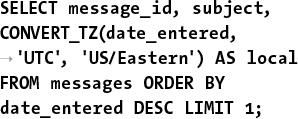 SELECT message_id, subject,
CONVERT_TZ(date_entered,
→'UTC', 'US/Eastern') AS local
FROM messages ORDER BY
date_entered DESC LIMIT 1;